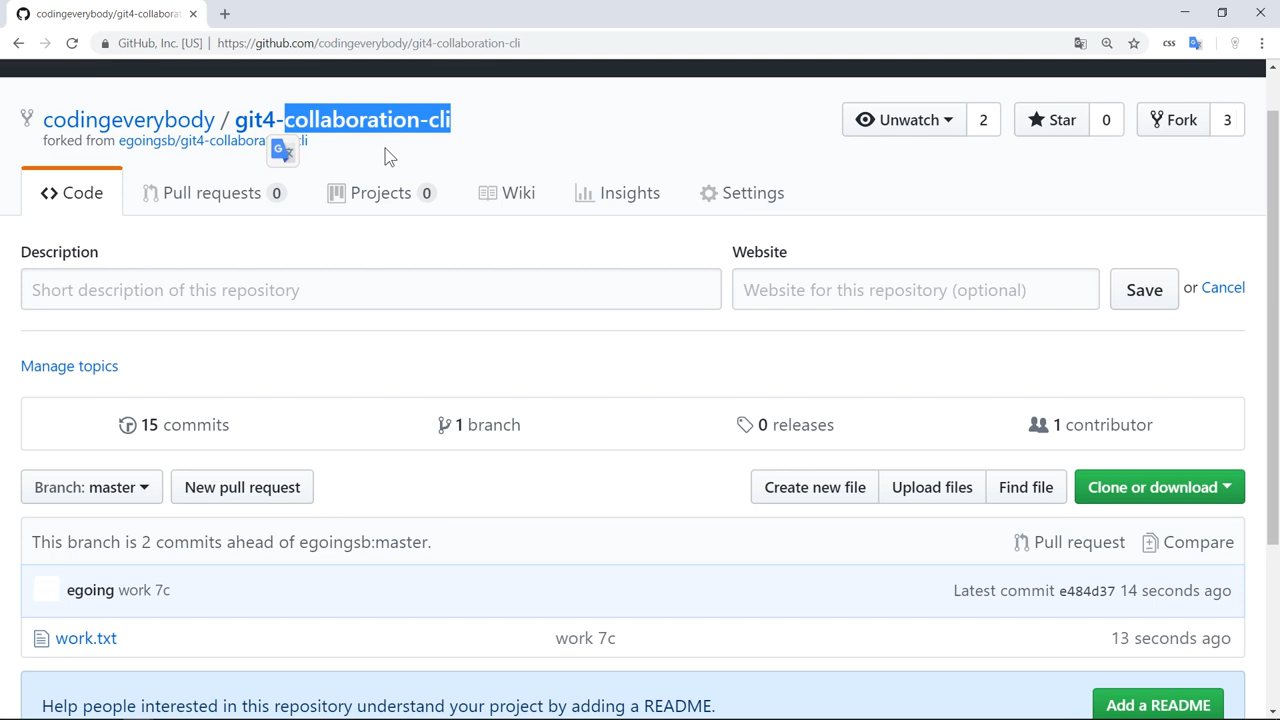 codingeverybody/git4-collaborat
GitHub, Inc. [US] | https://github.com/codingeverybody/git4-collaboration-cli
css
codingeverybody / git4-collaboration-cli
Unwatch 2
Star 0
Fork 3
forked from egoingsb/git4-collabora cli
Code
Pull requests 0
Projects 0
Wiki
Insights
Settings
Description
Website
Short description of this repository
Website for this repository (optional)
Save or Cancel
Manage topics
15 commits
1 branch
0 releases
1 contributor
Branch: master
New pull request
Create new file
Upload files
Find file
Clone or download
This branch is 2 commits ahead of egoingsb:master.
Pull request
Compare
egoing work 7c
Latest commit e484d37 14 seconds ago
work.txt
work 7c
13 seconds ago
Help people interested in this repository understand your project by adding a README.
Add a README